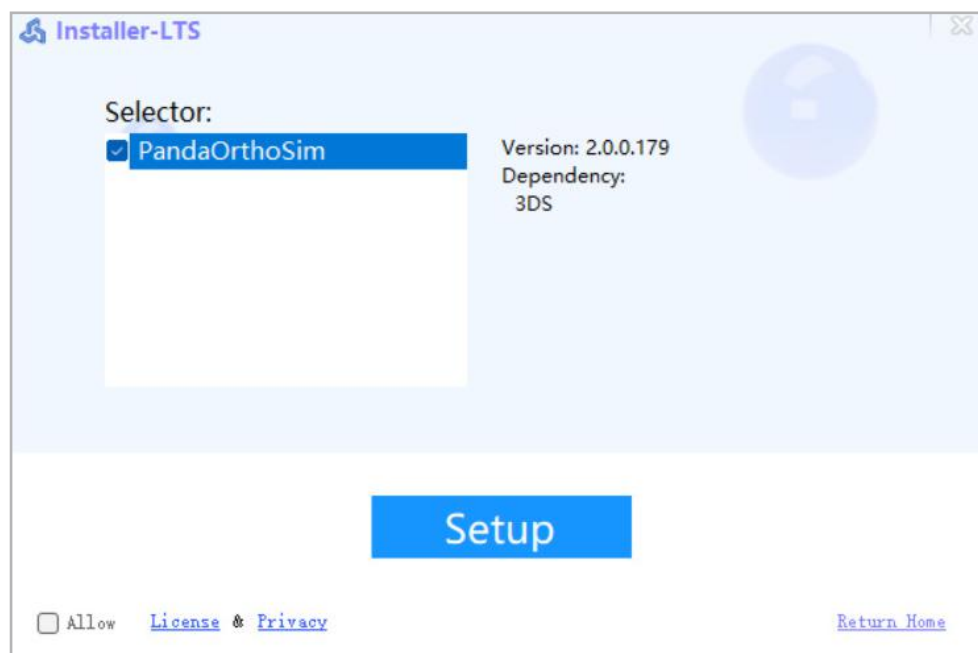 Installer-LTS
Selector:
PandaOrthoSim
Version: 2.0.0.179
Dependency:
3DS
Setup
Allow License & Privacy
Return Home